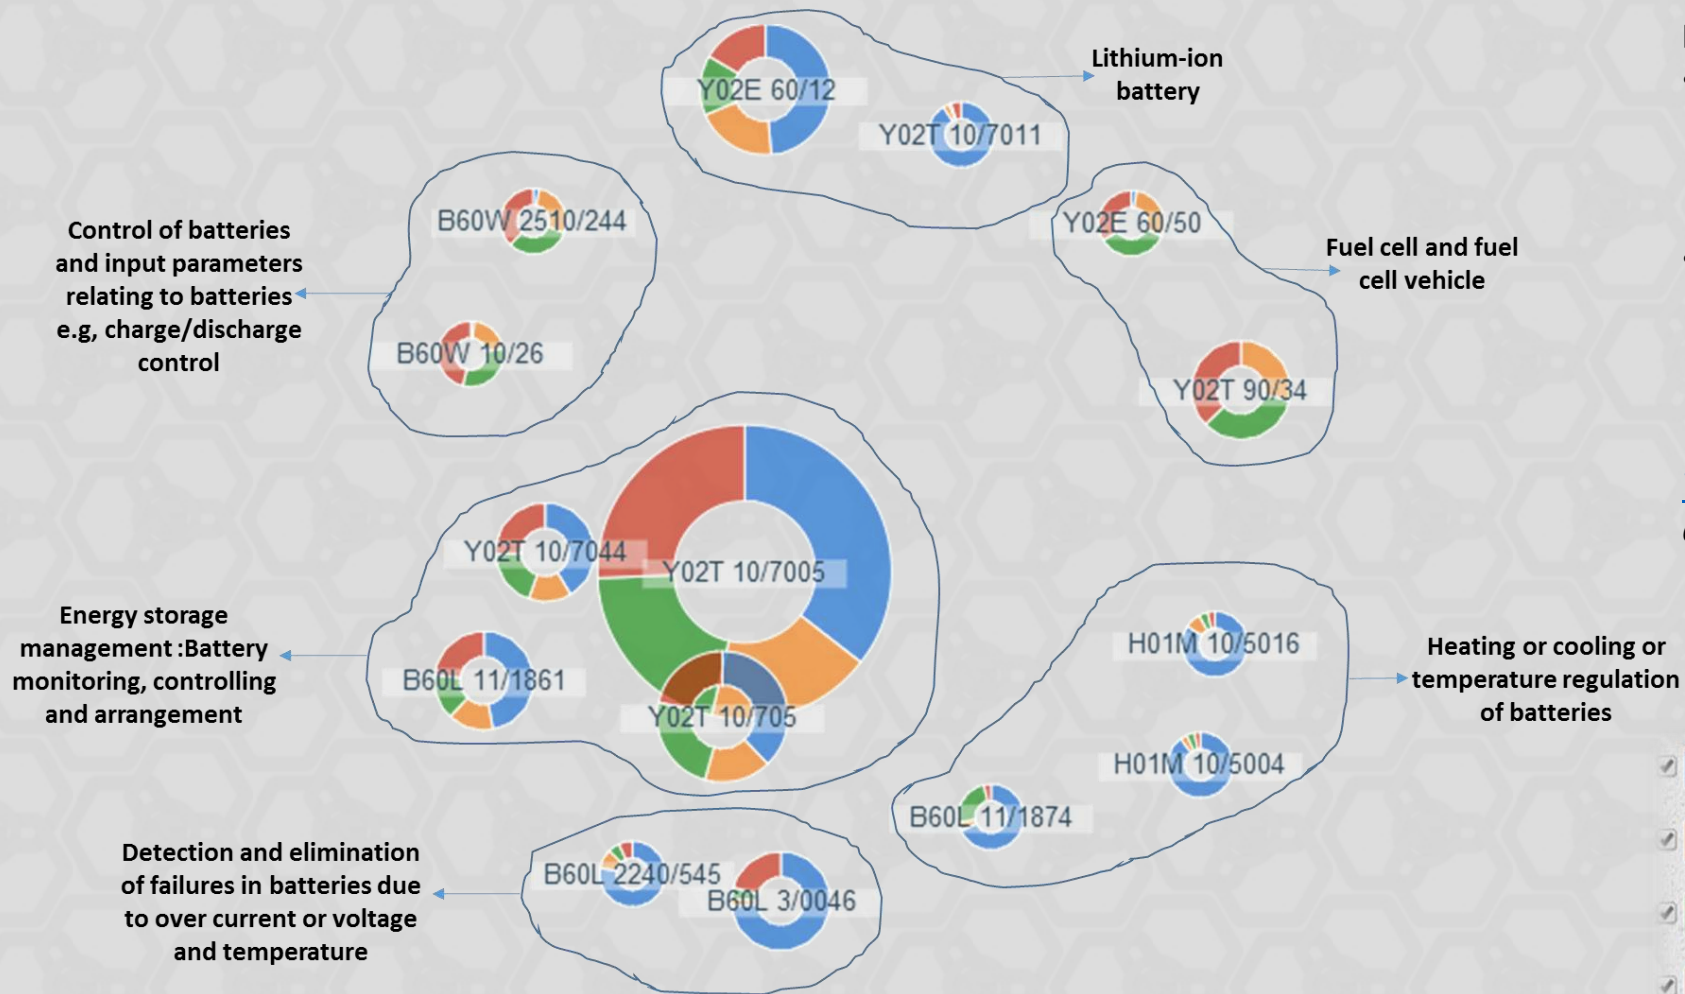 Y02E 60/12
Y02T 10/7011
Lithium-ion
battery
B60W 2510/244
B60W 10/26
Control of batteries
and input parameters
relating to batteries
e.g, charge/discharge
control
Y02E 60/50
Y02T 90/34
Fuel cell and fuel
cell vehicle
Y02T 10/7044
Y02T 10/7005
B60L 11/1861
Y02T 10/705
Energy storage
management :Battery
monitoring, controlling
and arrangement
H01M 10/5016
H01M 10/5004
B60L 11/1874
Heating or cooling or
temperature regulation
of batteries
B60L 2240/545
B60L 3/0046
Detection and elimination
of failures in batteries due
to over current or voltage
and temperature